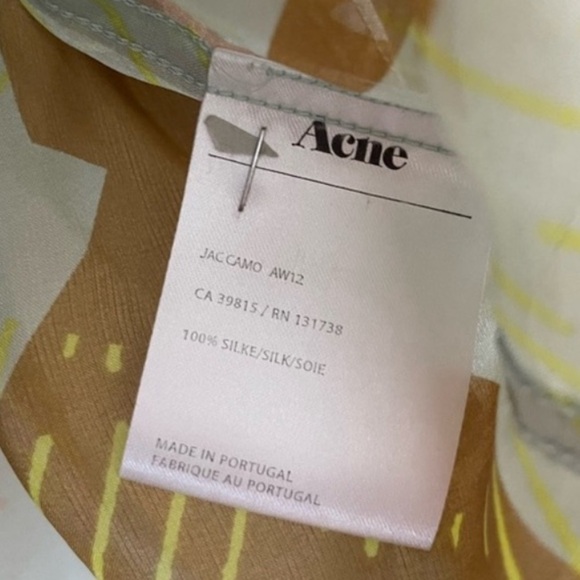 Acne
JAC CAMO AW12
CA 39815 / RN 131738
100% SILKE/SILK/SOIE
MADE IN PORTUGAL
FABRIQUE AU PORTUGAL